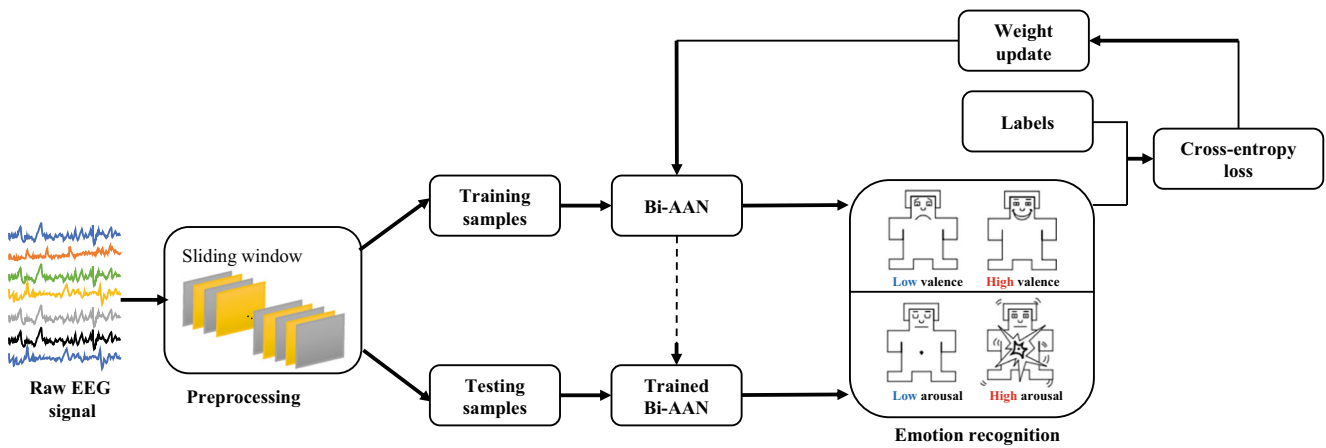 Weight
update
Labels
Cross-entropy
loss
Training
samples
Bi-AAN
Sliding window
Low valence
High valence
Raw EEG
signal
Preprocessing
Testing
samples
Trained
Bi-AAN
Low arousal
High arousal
Emotion recognition